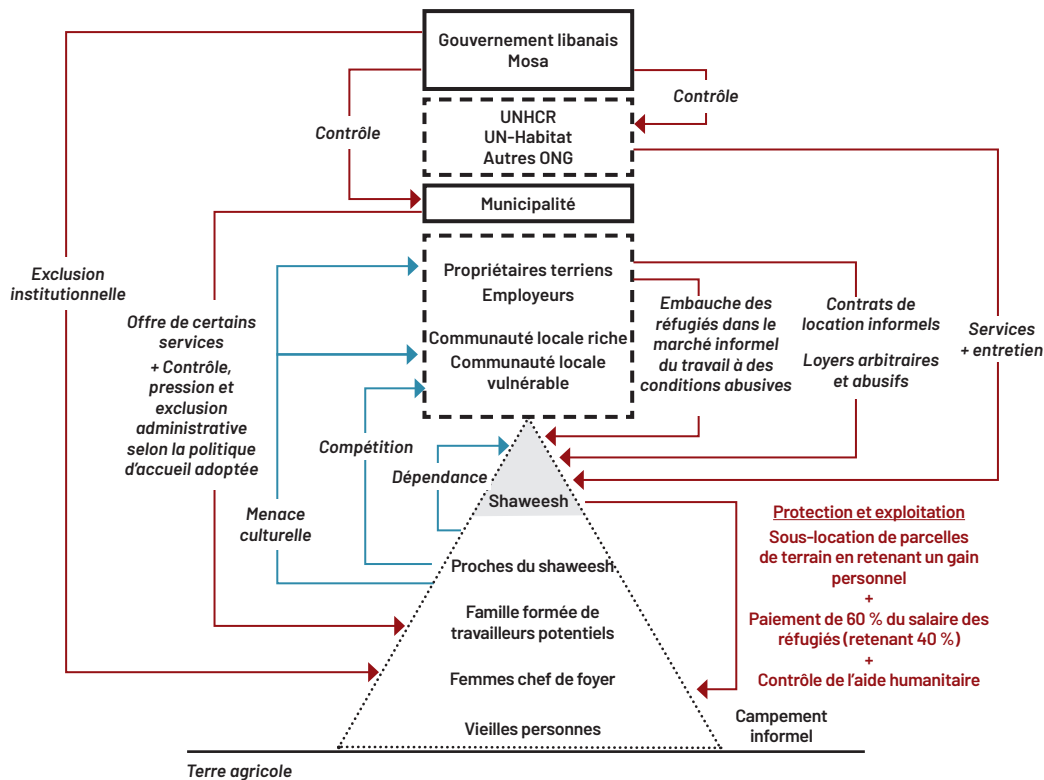 Gouvernement libanais
Mosa
Contrôle
Contrôle
UNHCR
UN-Habitat
Autres ONG
Municipalité
Exclusion
institutionnelle
Offre de certains
services
+ Contrôle,
pression et
exclusion
administrative
selon la politique
d'accueil adoptée
Propriétaires terriens
Employeurs
Communauté locale riche
Communauté locale
vulnérable
Embauche des
réfugiés dans le
marché informel
du travail à des
conditions abusives
Contrats de
location informels
Loyers arbitraires
et abusifs
Services
+ entretien
Compétition
Dépendance
Menace
culturelle
Shaweesh
Proches du shaweesh
Famille formée de
travailleurs potentiels
Femmes chef de foyer
Vieilles personnes
Protection et exploitation
Sous-location de parcelles
de terrain en retenant un gain
personnel
+
Paiement de 60 % du salaire des
réfugiés (retenant 40 %)
+
Contrôle de l'aide humanitaire
Campement
informel
Terre agricole